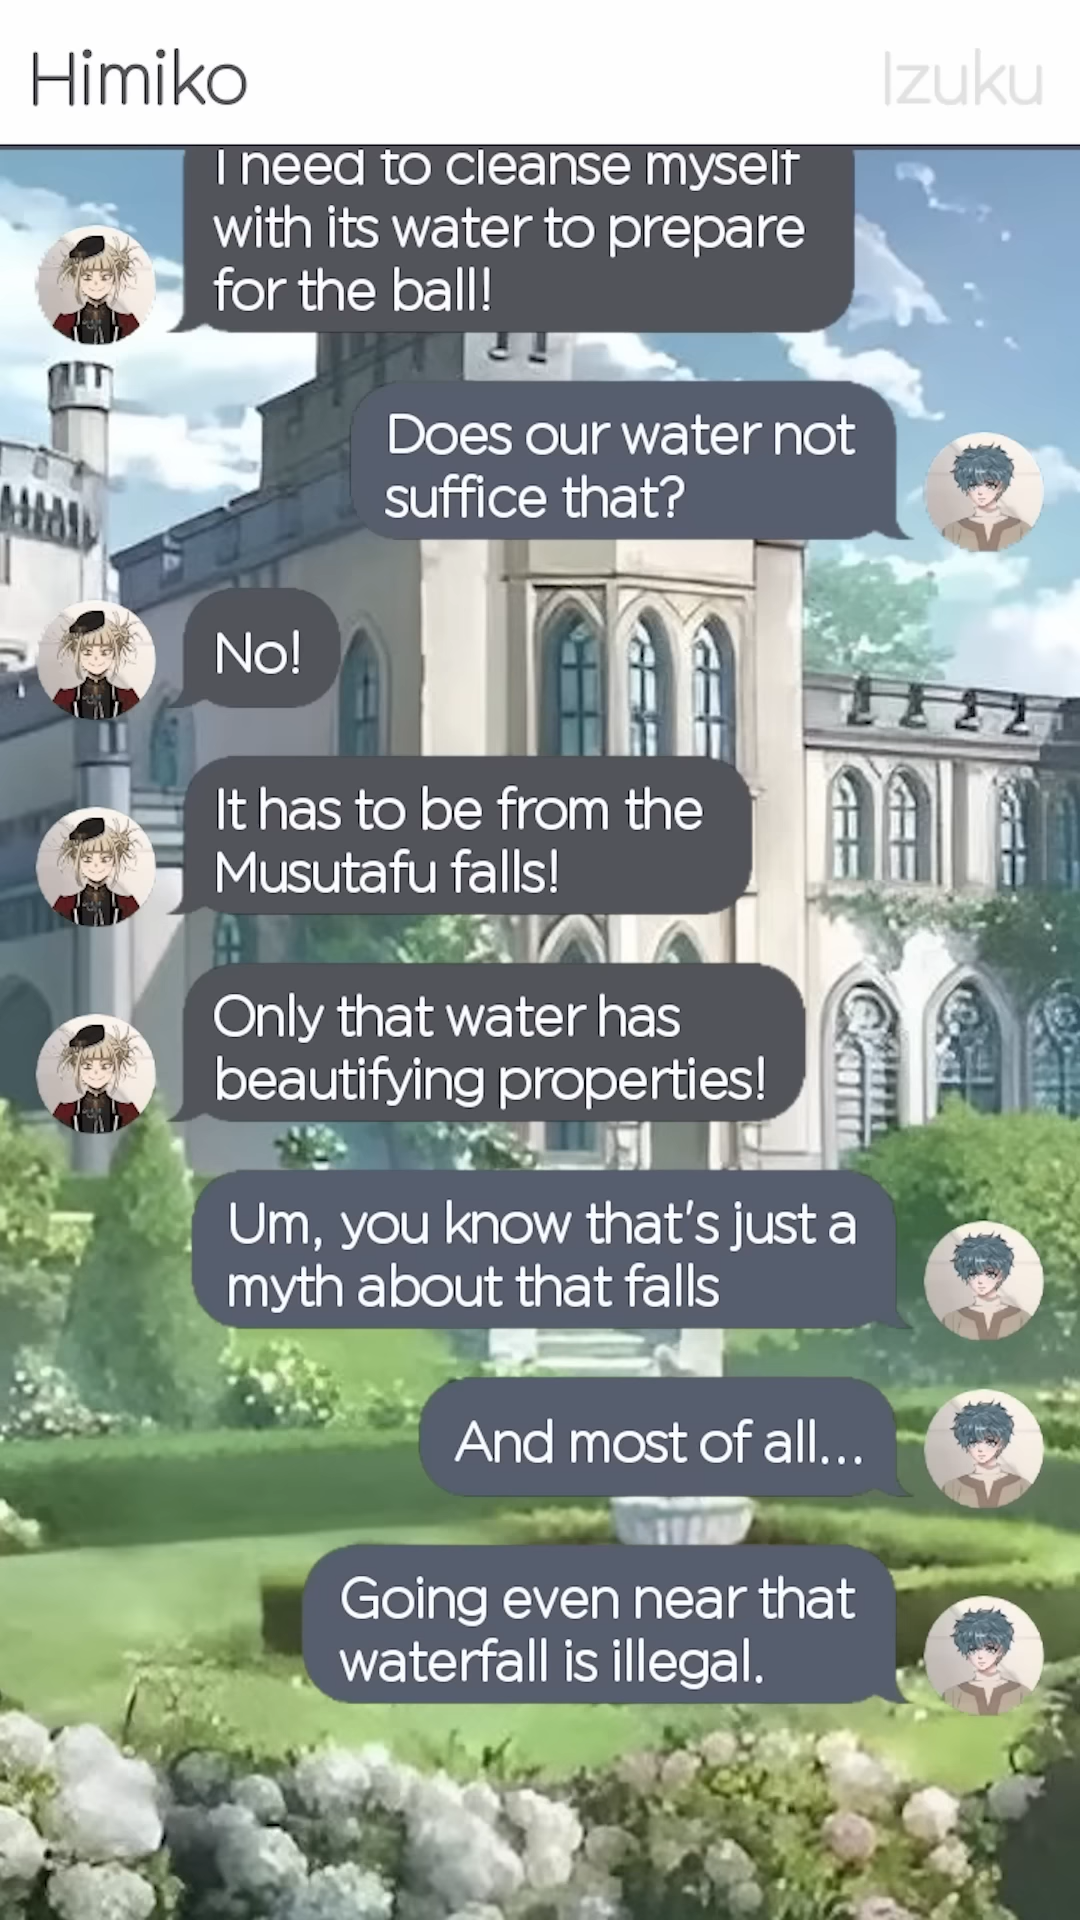 Himiko
Izuku
I need to cleanse myself
with its water to prepare
for the ball!
Does our water not
suffice that?
No!
It has to be from the
Musutafu falls!
Only that water has
beautifying properties!
Um, you know that's just a
myth about that falls
And most of all...
Going even near that
waterfall is illegal.